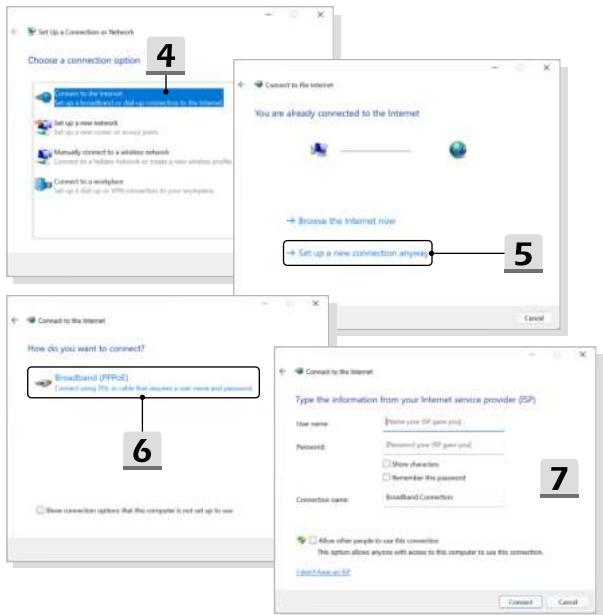 Set Up a Connection or Network
Choose a connection option
4
Connect to the Internet
Set up a broadband or dial-up connection to the Internet.
Set up a new network
Set up a new router or access point.
Manually connect to a wireless network
Connect to a hidden network or create a new wireless profile.
Connect to a workplace
Set up a dial-up or VPN connection to your workplace.
Connect to the Internet
You are already connected to the Internet
→ Browse the Internet now
→ Set up a new connection anyway
5
Cancel
Connect to the Internet
How do you want to connect?
Broadband (PPPoE)
Connect using DSL or cable that requires a user name and password.
6
Show connection options that this computer is not set up to use
Connect to the Internet
Type the information from your Internet service provider (ISP)
User name:
[Name your ISP gave you]
Password:
[Password your ISP gave you]
Show characters
Remember this password
7
Connection name:
Broadband Connection
Allow other people to use this connection
This option allows anyone with access to this computer to use this connection.
I don't have an ISP
Connect
Cancel